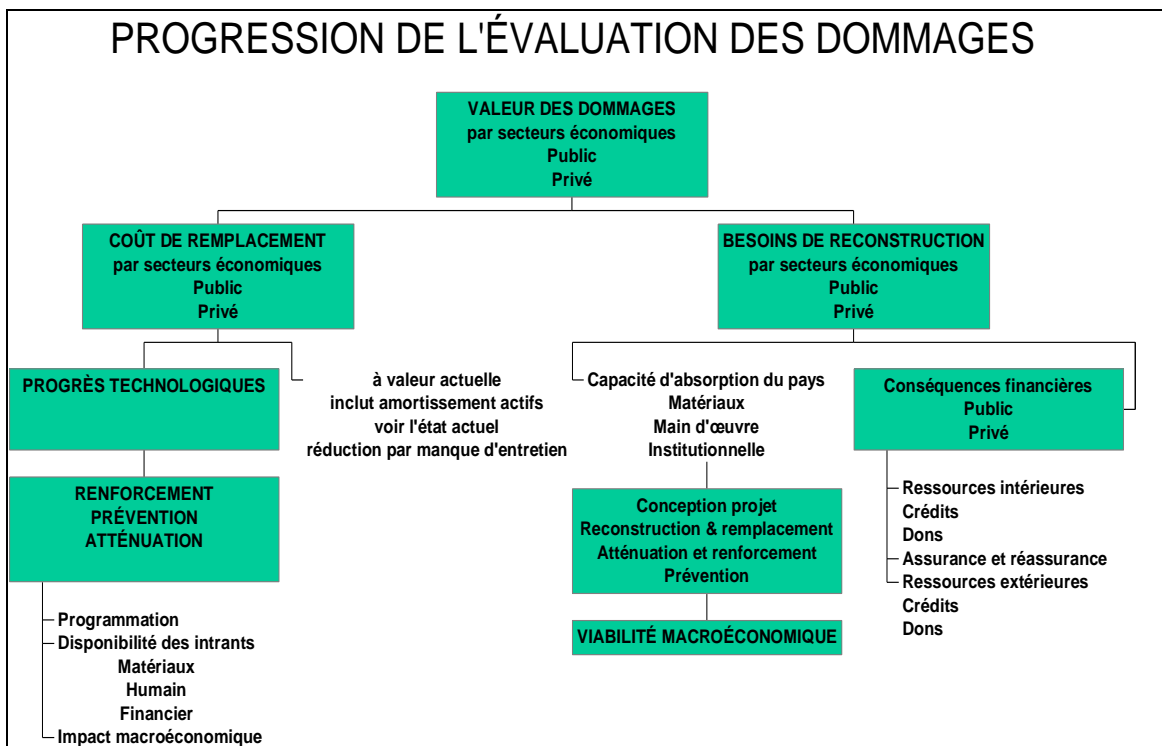 PROGRESSION DE L'ÉVALUATION DES DOMMAGES
VALEUR DES DOMMAGES
par secteurs économiques
Public
Privé
COÛT DE REMPLACEMENT
par secteurs économiques
Public
Privé
BESOINS DE RECONSTRUCTION
par secteurs économiques
Public
Privé
PROGRÈS TECHNOLOGIQUES
à valeur actuelle
inclut amortissement actifs
voir l'état actuel
réduction par manque d'entretien
Capacité d'absorption du pays
Matériaux
Main d'œuvre
Institutionnelle
Conséquences financières
Public
Privé
RENFORCEMENT
PRÉVENTION
ATTÉNUATION
Conception projet
Reconstruction & remplacement
Atténuation et renforcement
Prévention
Ressources intérieures
Crédits
Dons
Assurance et réassurance
Ressources extérieures
Crédits
Dons
Programmation
Disponibilité des intrants
Matériaux
Humain
Financier
Impact macroéconomique
VIABILITÉ MACROÉCONOMIQUE